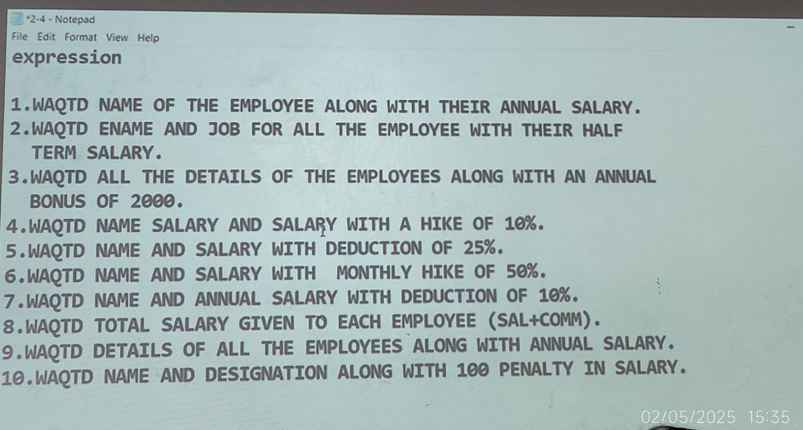 *2-4 - Notepad
File Edit Format View Help
expression
1.WAQTD NAME OF THE EMPLOYEE ALONG WITH THEIR ANNUAL SALARY.
2.WAQTD ENAME AND JOB FOR ALL THE EMPLOYEE WITH THEIR HALF
TERM SALARY.
3.WAQTD ALL THE DETAILS OF THE EMPLOYEES ALONG WITH AN ANNUAL
BONUS OF 2000.
4.WAQTD NAME SALARY AND SALARY WITH A HIKE OF 10%.
5.WAQTD NAME AND SALARY WITH DEDUCTION OF 25%.
6.WAQTD NAME AND SALARY WITH  MONTHLY HIKE OF 50%.
7.WAQTD NAME AND ANNUAL SALARY WITH DEDUCTION OF 10%.
8.WAQTD TOTAL SALARY GIVEN TO EACH EMPLOYEE (SAL+COMM).
9.WAQTD DETAILS OF ALL THE EMPLOYEES ALONG WITH ANNUAL SALARY.
10.WAQTD NAME AND DESIGNATION ALONG WITH 100 PENALTY IN SALARY.
02/05/2025 15:35